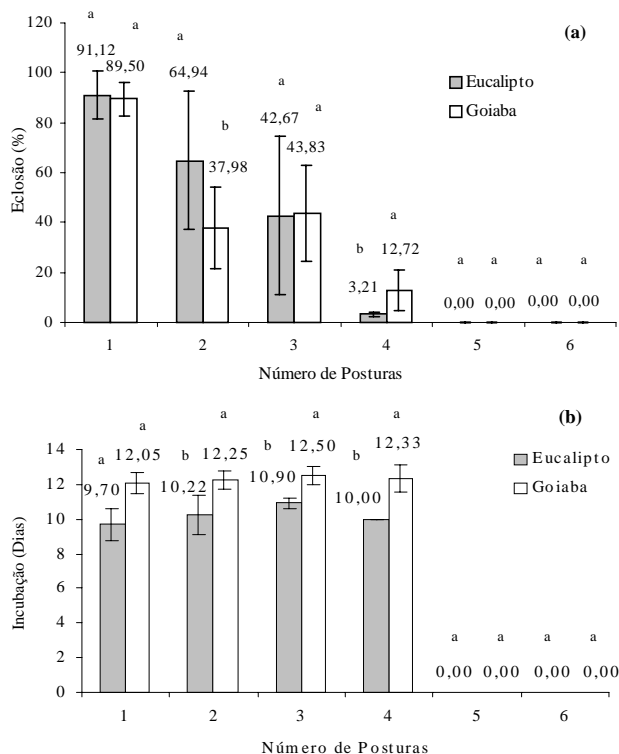 (a)
Eclosão (%)
120
100
80
60
40
20
0
a a a b a a b a a a a a
91,12 89,50 64,94 37,98 42,67 43,83 3,21 12,72 0,00 0,00 0,00 0,00
Eucalipto
Goiaba
1 2 3 4 5 6
Número de Posturas
(b)
Incubação (Dias)
14
12
10
8
6
4
2
0
a a b a b a b a a a a a
9,70 12,05 10,22 12,25 10,90 12,50 10,00 12,33 0,00 0,00 0,00 0,00
Eucalipto
Goiaba
1 2 3 4 5 6
Número de Posturas